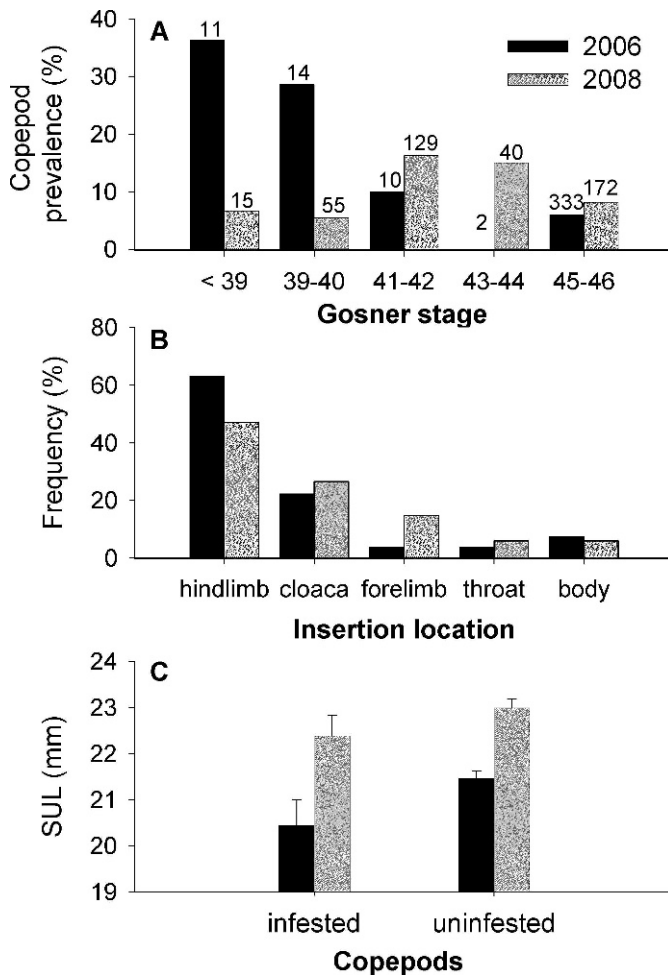 A
Copepod
prevalence (%)
40
30
20
10
0
11
15
14
55
10
129
2
40
333
172
2006
2008
< 39
39-40
41-42
43-44
45-46
Gosner stage
B
Frequency (%)
80
60
40
20
0
hindlimb
cloaca
forelimb
throat
body
Insertion location
C
SUL (mm)
24
23
22
21
20
19
infested
uninfested
Copepods